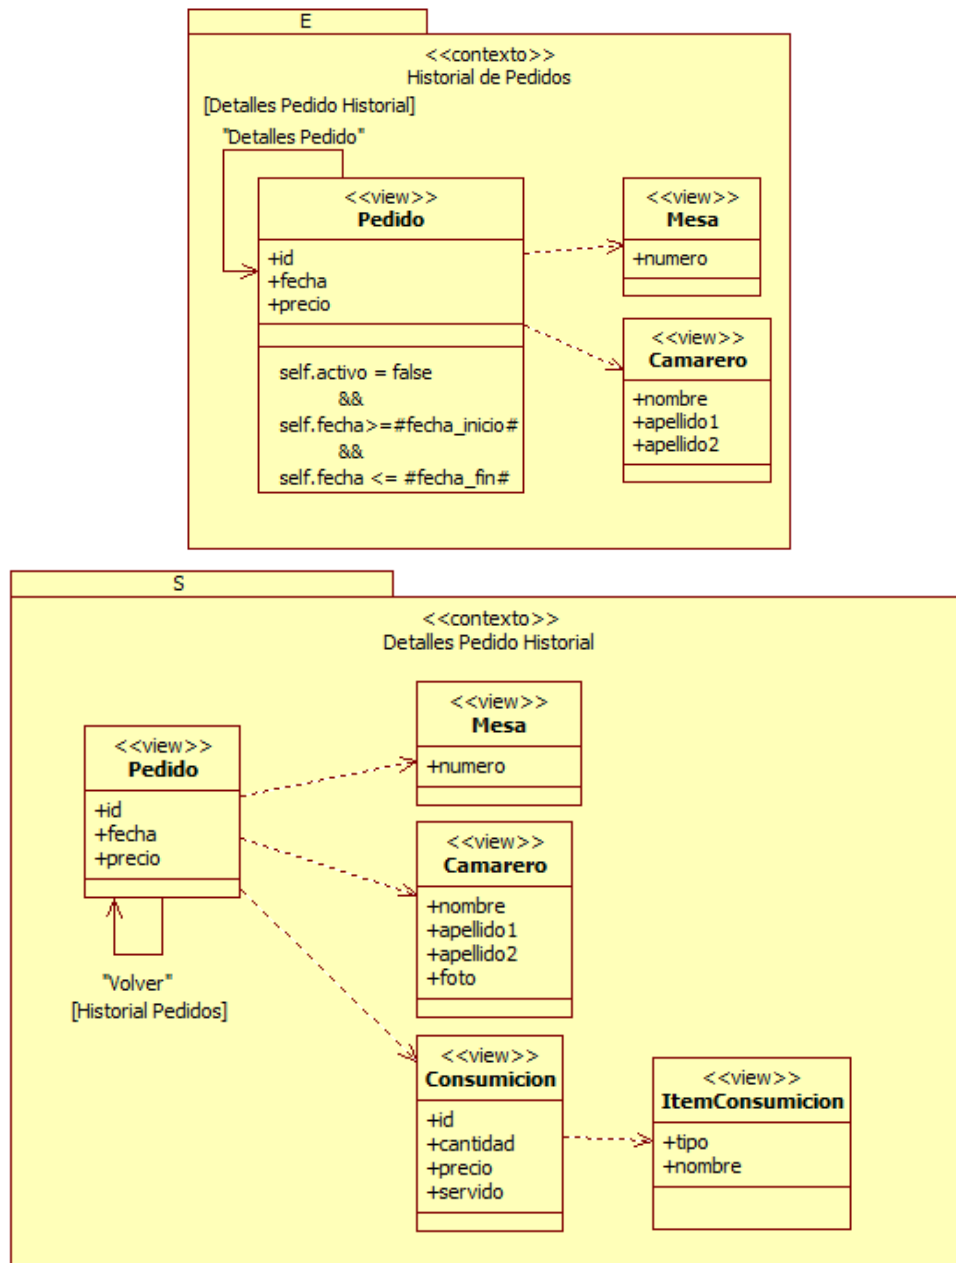 E
<<contexto>>
Historial de Pedidos
[Detalles Pedido Historial]
"Detalles Pedido"
<<view>>
Pedido
+id
+fecha
+precio
self.activo = false
&&
self.fecha>=#fecha_inicio#
&&
self.fecha <= #fecha_fin#
<<view>>
Mesa
+numero
<<view>>
Camarero
+nombre
+apellido1
+apellido2
S
<<contexto>>
Detalles Pedido Historial
<<view>>
Pedido
+id
+fecha
+precio
"Volver"
[Historial Pedidos]
<<view>>
Mesa
+numero
<<view>>
Camarero
+nombre
+apellido1
+apellido2
+foto
<<view>>
Consumicion
+id
+cantidad
+precio
+servido
<<view>>
ItemConsumicion
+tipo
+nombre